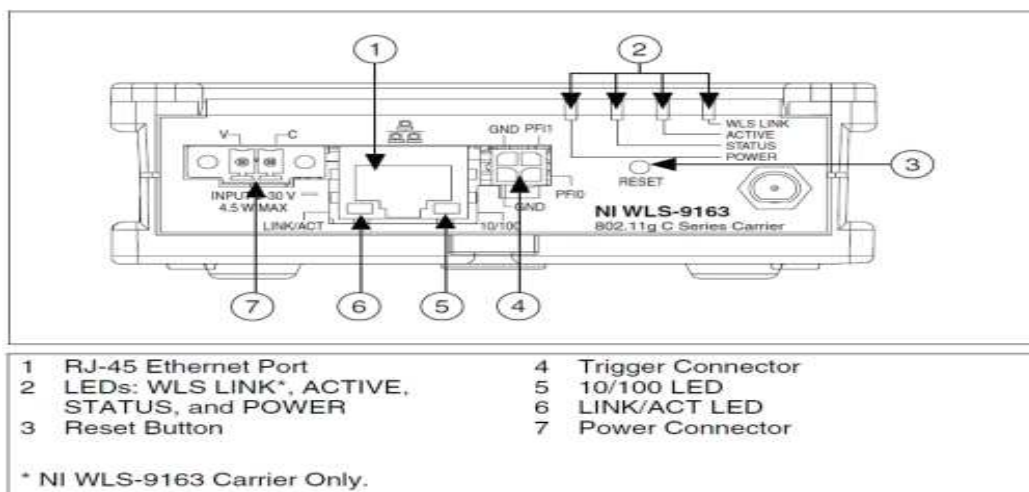 1
2
V
C
GND PFI1
WLS LINK
ACTIVE
STATUS
POWER
3
RESET
PFI0
GND
4.5 W MAX
LINK/ACT
10/100
NI WLS-9163
802.11g C Series Carrier
7
6
5
4
1 RJ-45 Ethernet Port
2 LEDs: WLS LINK*, ACTIVE,
STATUS, and POWER
3 Reset Button
4 Trigger Connector
5 10/100 LED
6 LINK/ACT LED
7 Power Connector
* NI WLS-9163 Carrier Only.